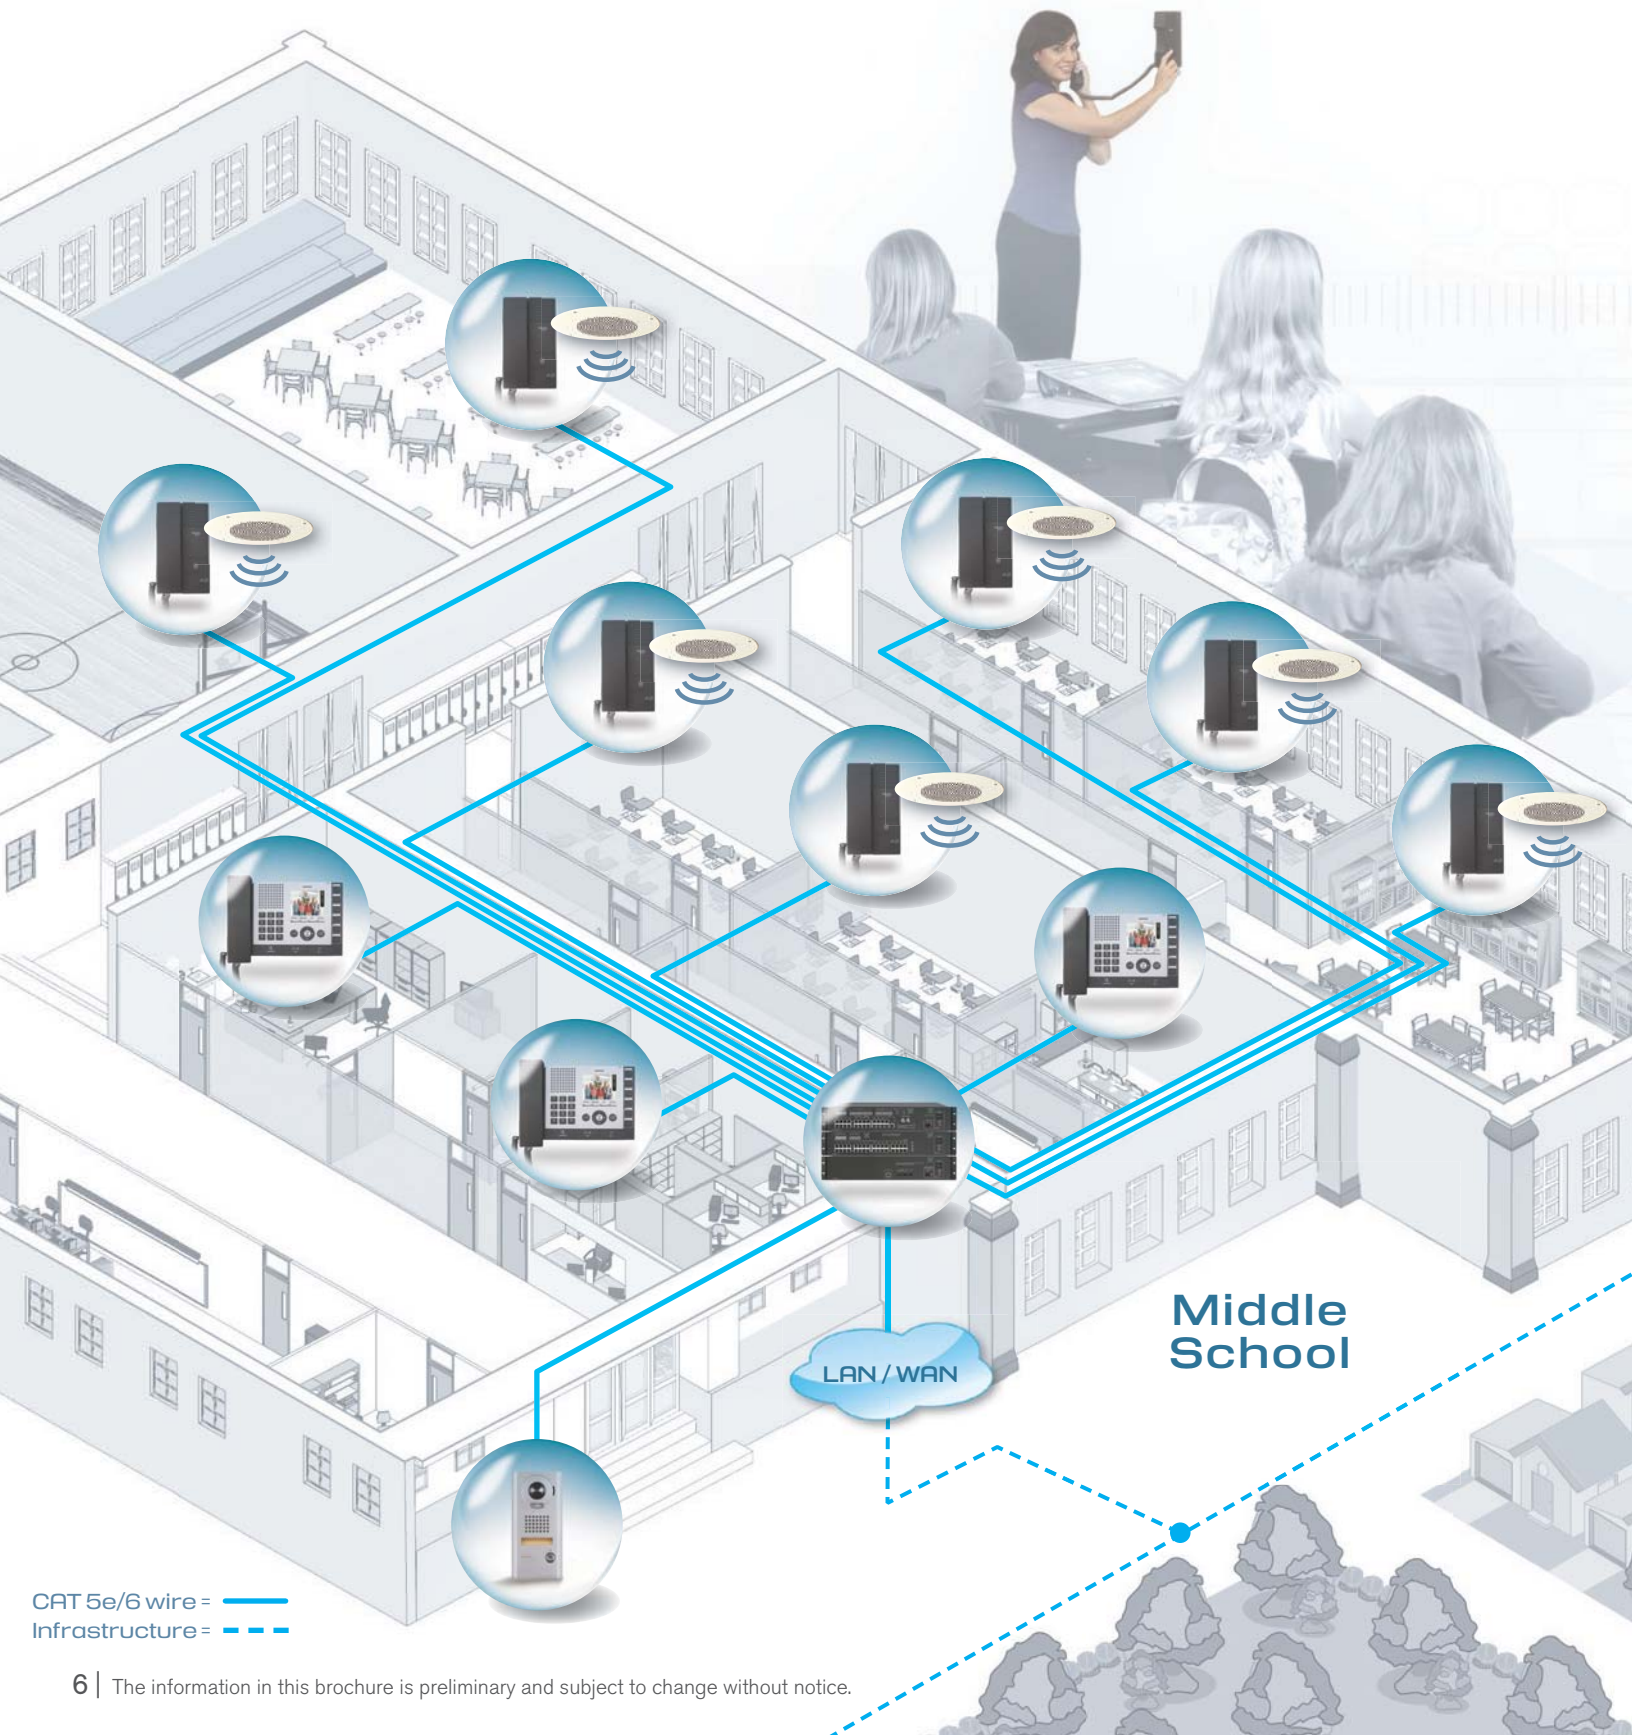 Middle
School
LAN / WAN
CAT 5e/6 wire =
Infrastructure =
6 | The information in this brochure is preliminary and subject to change without notice.